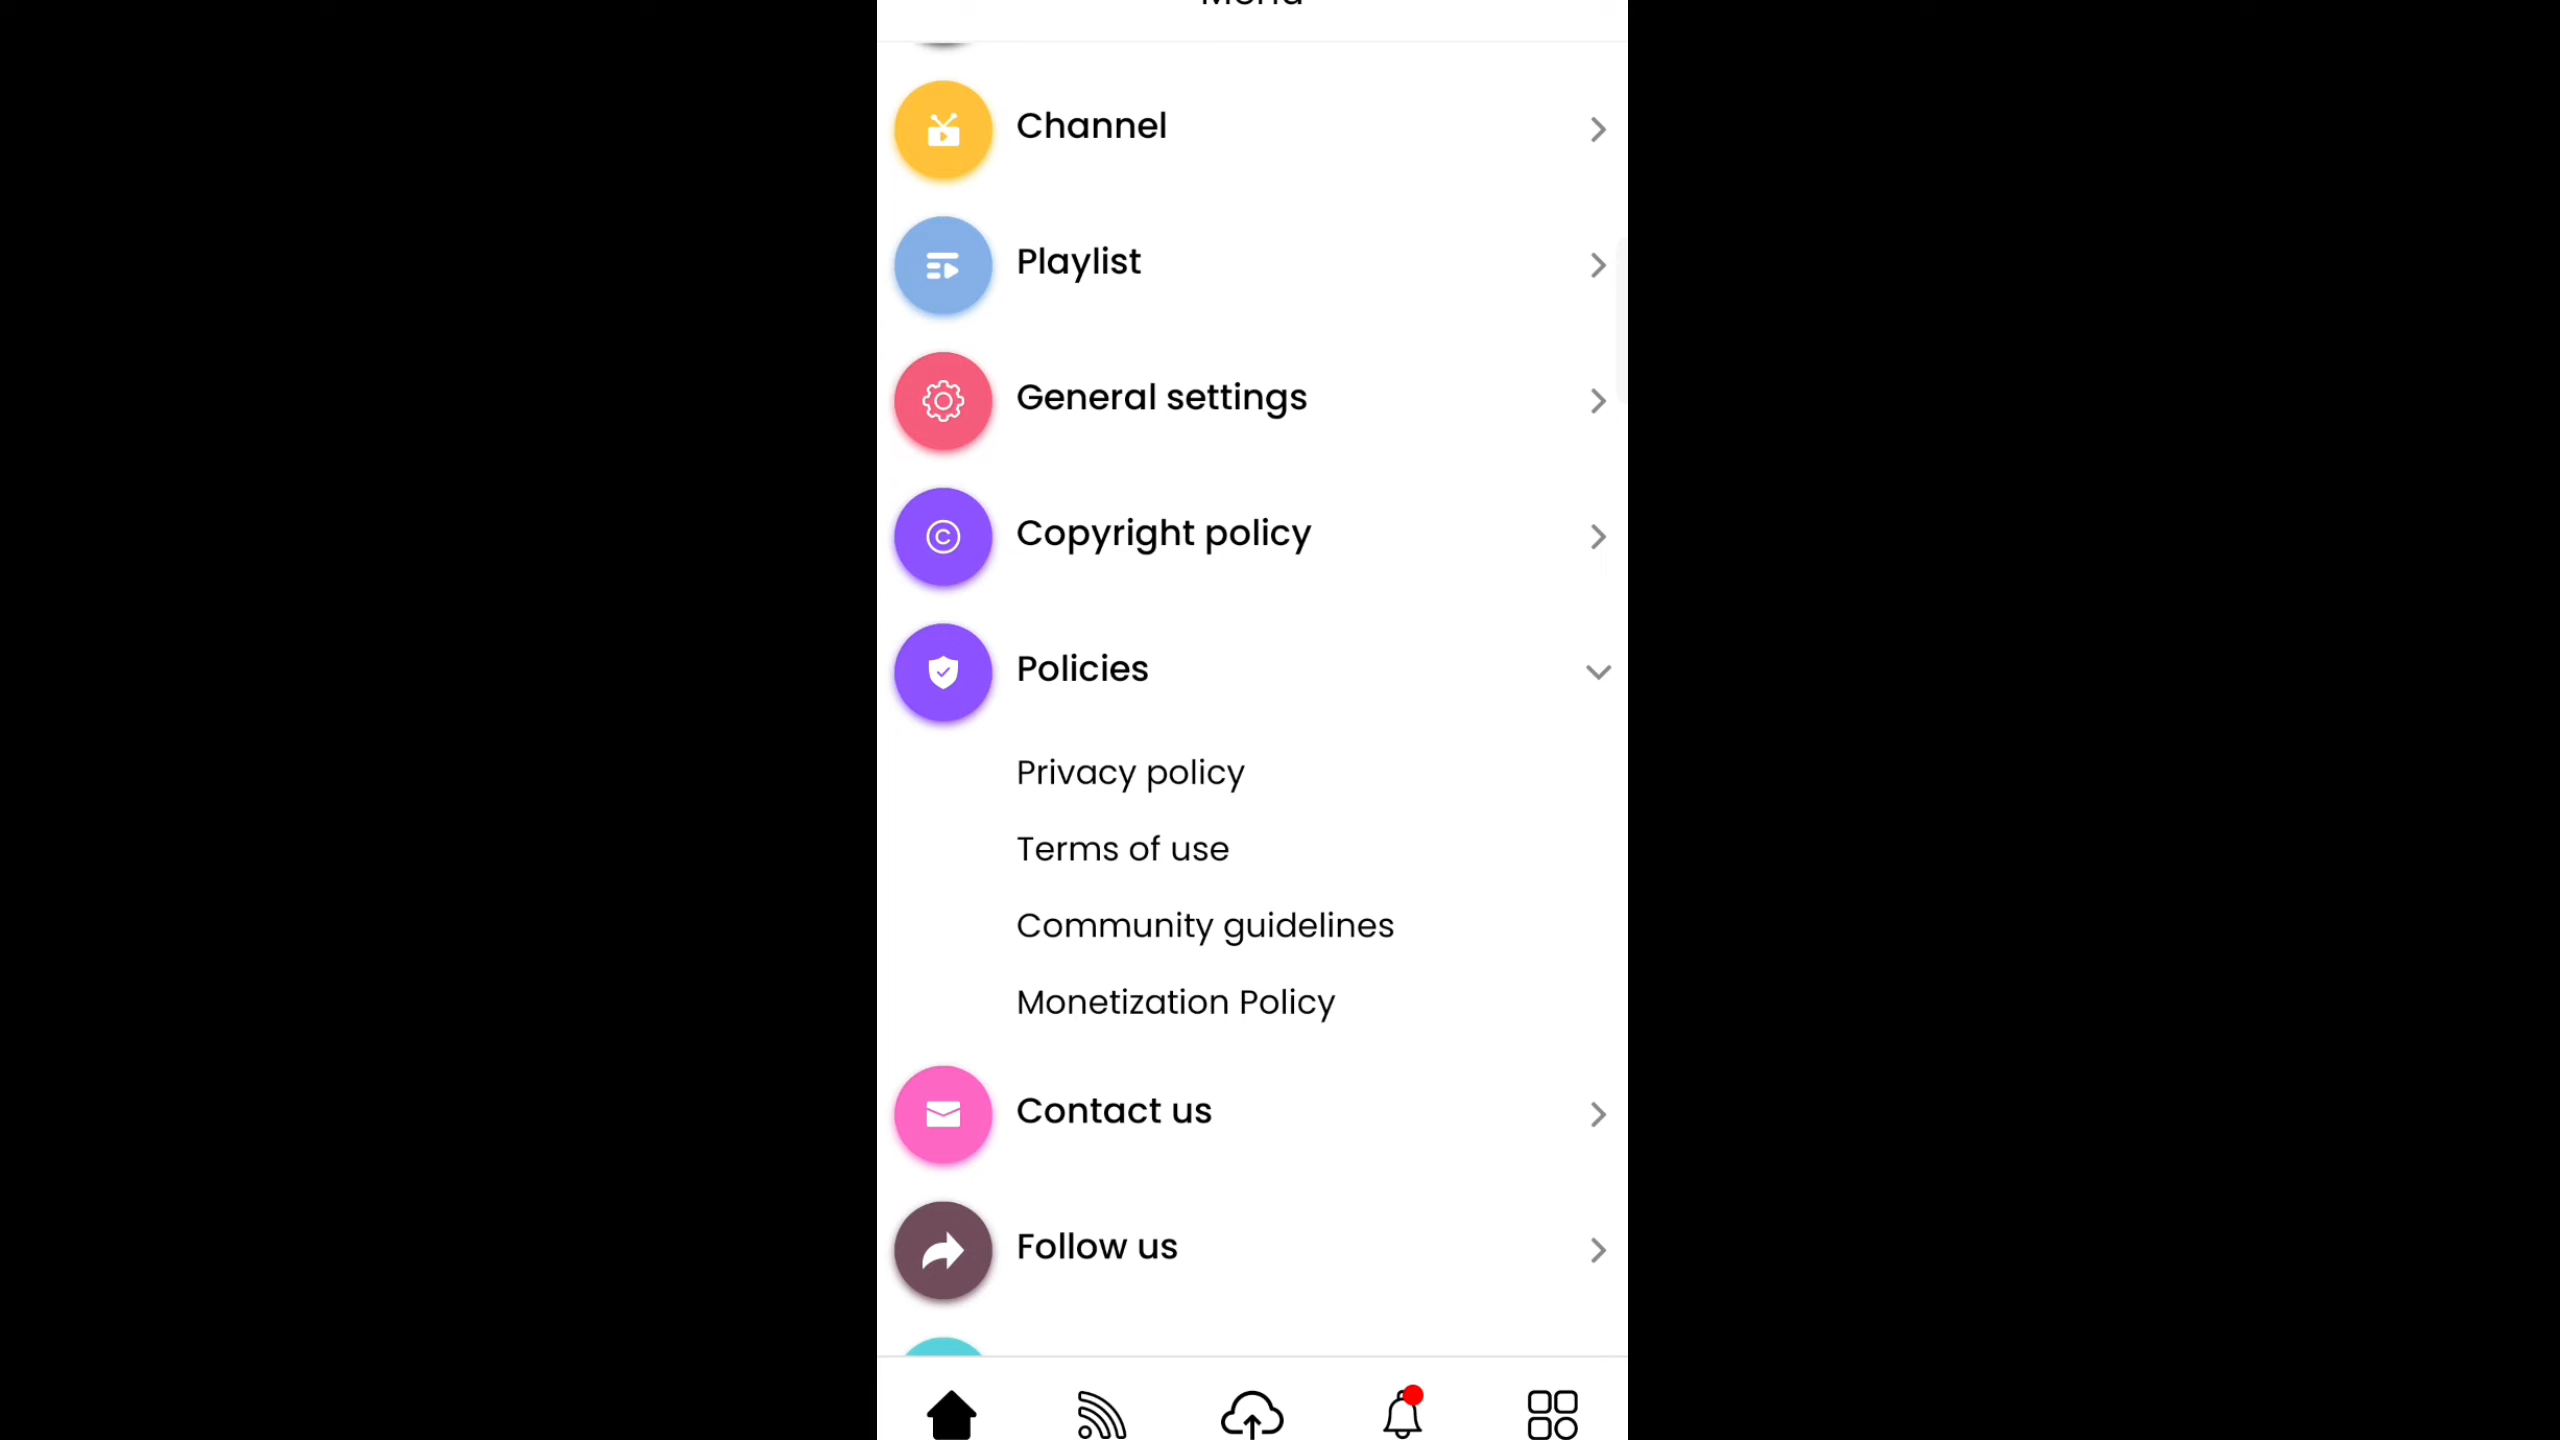 Menu
Channel
Playlist
General settings
Copyright policy
Policies
Privacy policy
Terms of use
Community guidelines
Monetization Policy
Contact us
Follow us